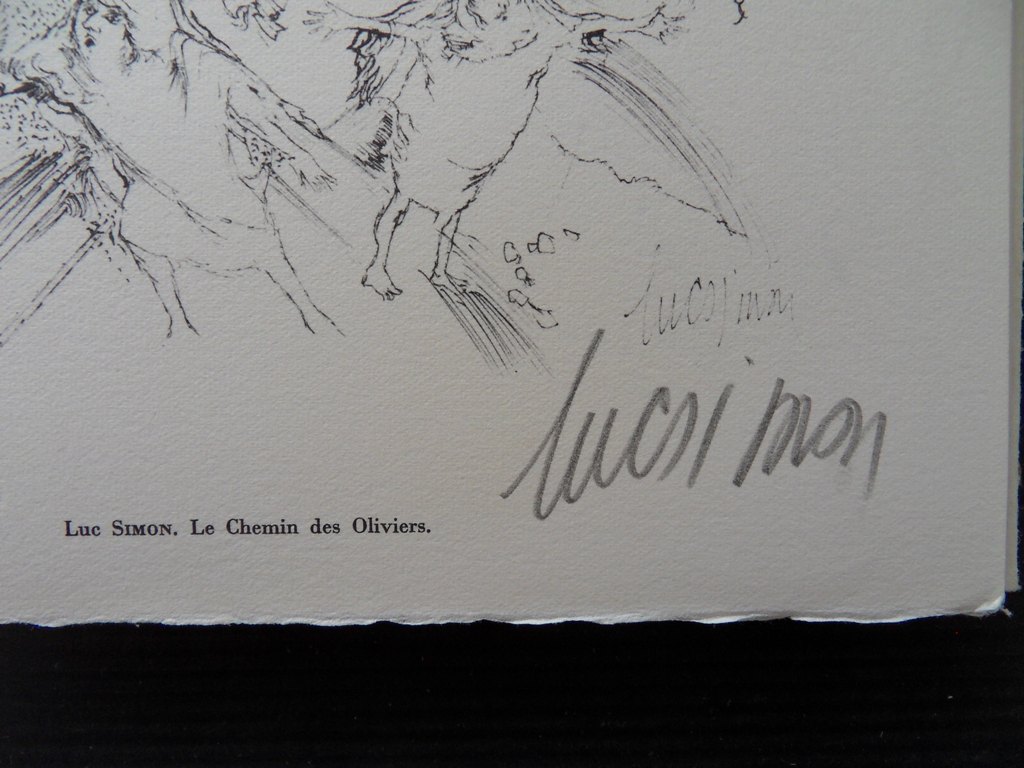 lucsimon
lucsimon
Luc SIMON. Le Chemin des Oliviers.